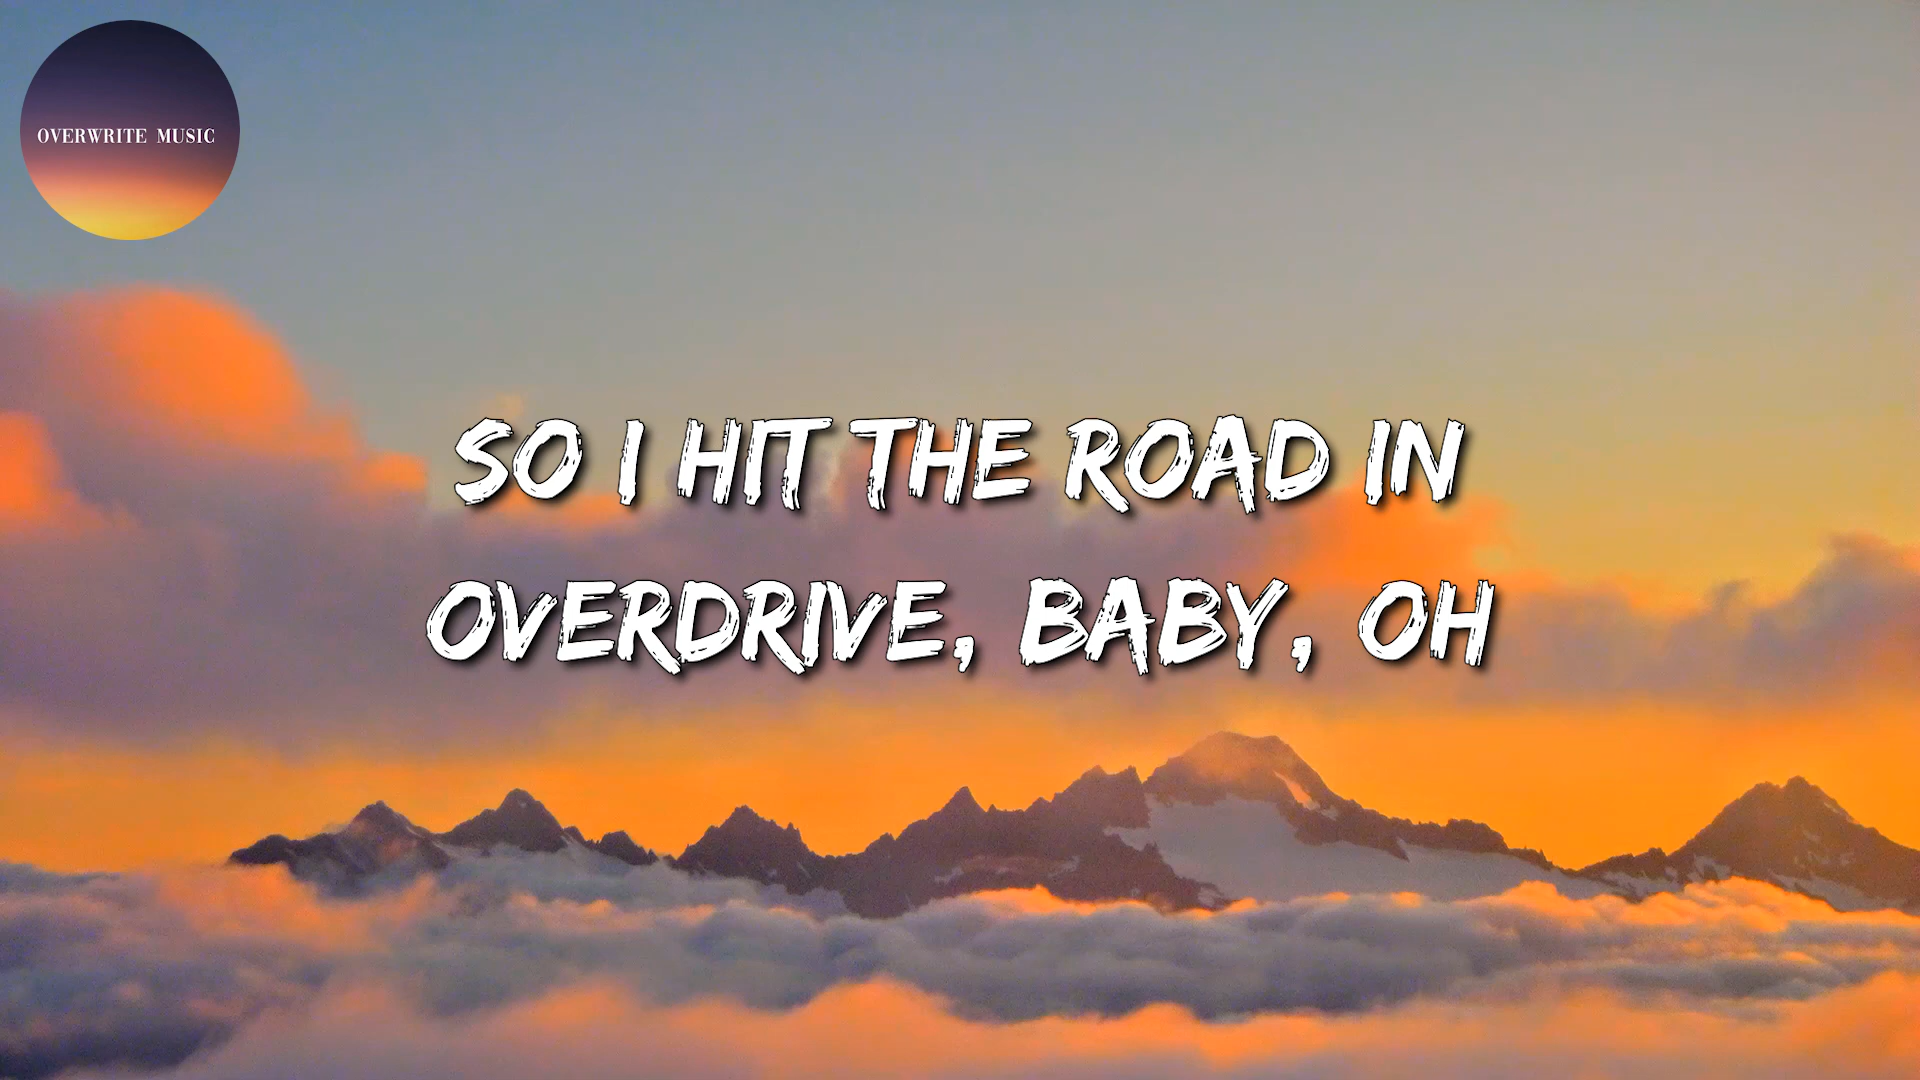 OVERWRITE MUSIC
SO I HIT THE ROAD IN
OVERDRIVE, BABY, OH